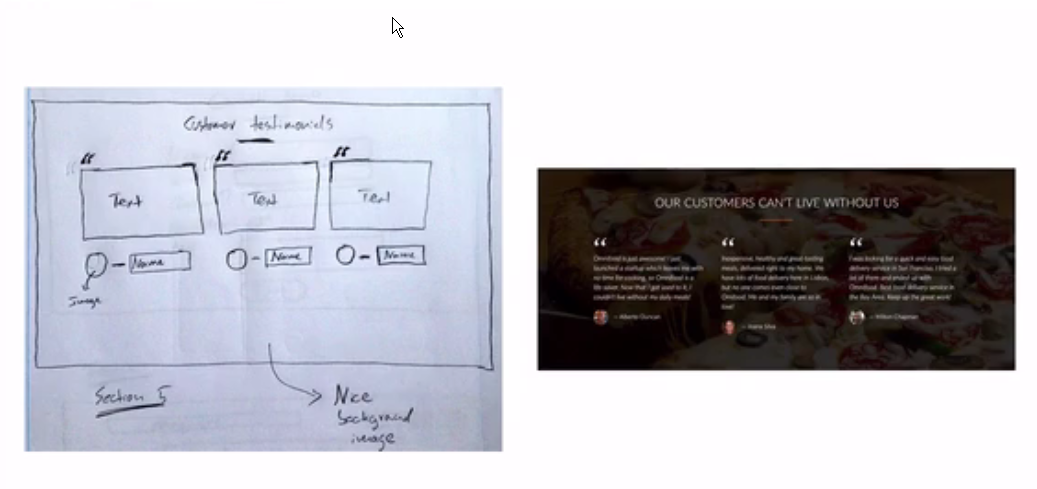 Customer testimonials
“ “ “
Text Text Text
– Name – Name – Name
Image
Section 5
Nice
background
image
OUR CUSTOMERS CAN'T LIVE WITHOUT US
“ “ “
Omnifood is just awesome! I just
launched a startup which leaves me with
no time for cooking, so Omnifood is a
life-saver. Now that I got used to it, I
couldn't live without my daily meals!
— Alberto Duncan
Inexpensive, healthy and great-tasting
meals, delivered right to my home. We
have lots of food delivery here in Lisbon,
but no one comes even close to
Omifood. Me and my family are so in
love!
— Joana Silva
I was looking for a quick and easy food
delivery service in San Franciso. I tried a
lot of them and ended up with
Omnifood. Best food delivery service in
the Bay Area. Keep up the great work!
— Milton Chapman